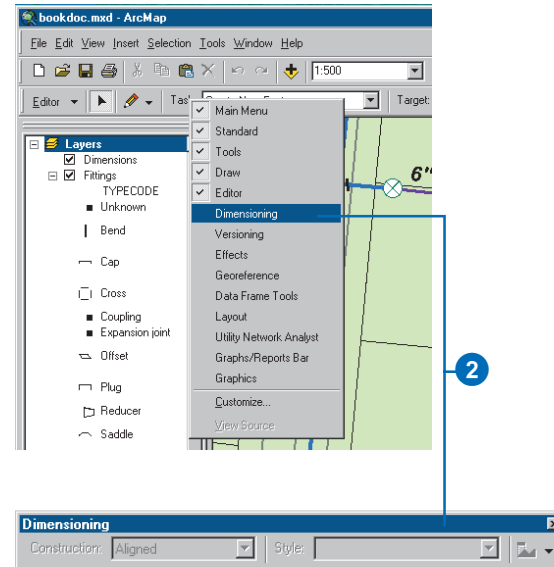 bookdoc.mxd - ArcMap
File Edit View Insert Selection Tools Window Help
1:500
Editor Target:
Layers
Dimensions
Fittings
TYPECODE
Unknown
Bend
Cap
Cross
Coupling
Expansion joint
Offset
Plug
Reducer
Saddle
Main Menu
Standard
Tools
Draw
Editor
Dimensioning
Versioning
Effects
Georeference
Data Frame Tools
Layout
Utility Network Analyst
Graphs/Reports Bar
Graphics
Customize...
View Source
6"
2
Dimensioning
Construction: Aligned Style: